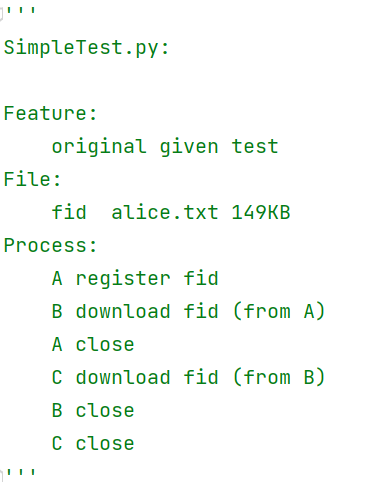 '''
SimpleTest.py:
Feature:
    original given test
File:
    fid  alice.txt 149KB
Process:
    A register fid
    B download fid (from A)
    A close
    C download fid (from B)
    B close
    C close
'''